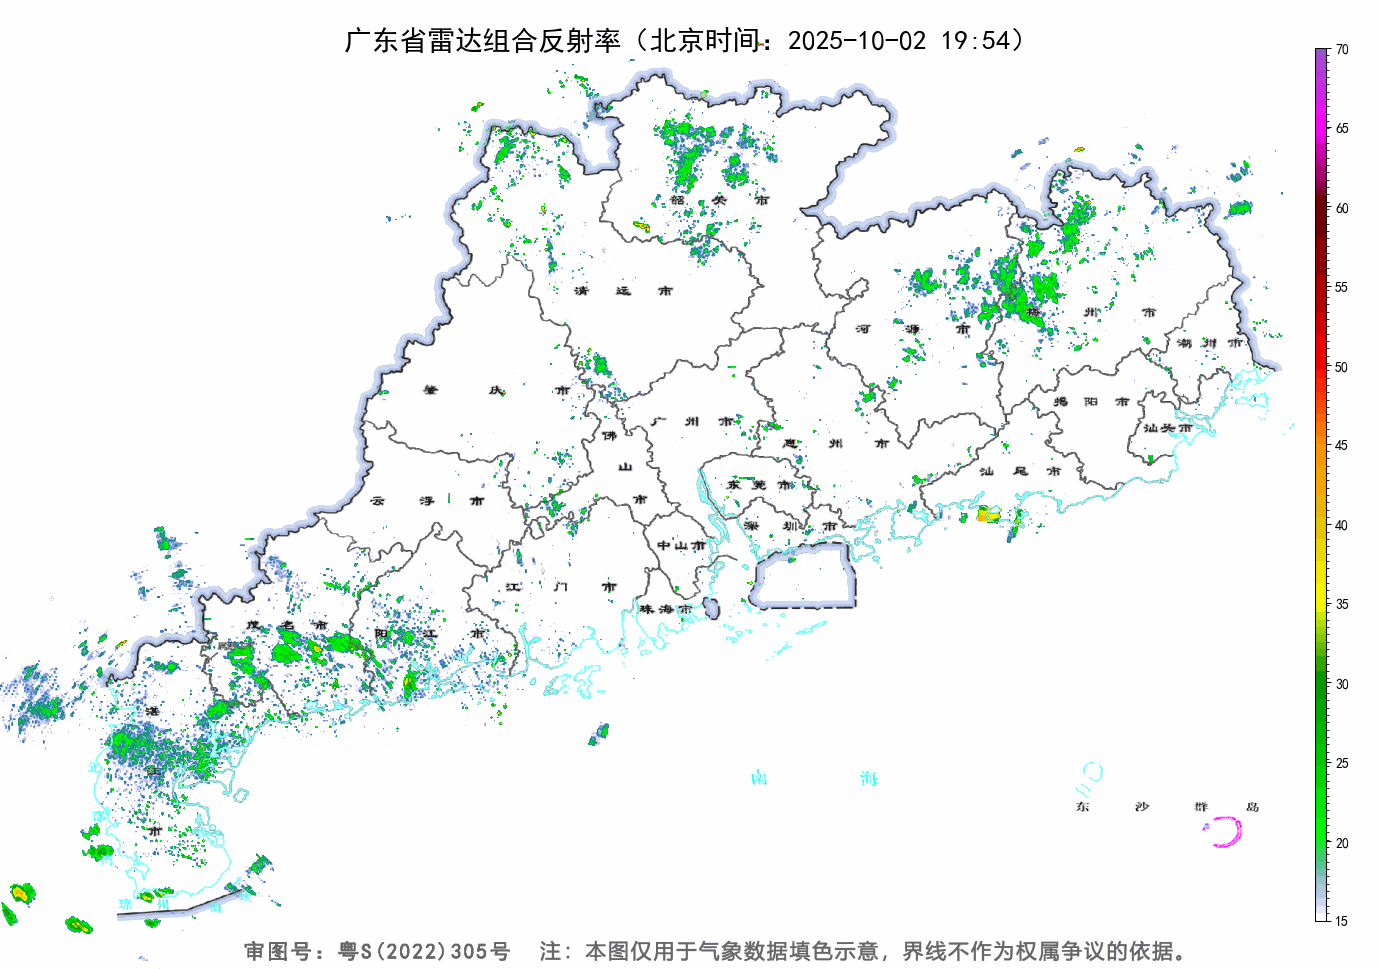 广东省雷达组合反射率（北京时间：2025-10-02 19:54）
70
65
60
55
50
45
40
35
30
25
20
15
韶 关 市
清 远 市
河 源 市
梅 州 市
潮 州 市
肇 庆 市
广 州 市
揭 阳 市
汕头市
佛 山 市
惠 州 市
汕 尾 市
云 浮 市
东 莞 市
深 圳 市
中山市
江 门 市
珠海市
茂 名 市
阳 江 市
湛 江 市
南 海
东 沙 群 岛
北 部 湾
琼 州 海 峡
审图号：粤S(2022)305号 注：本图仅用于气象数据填色示意，界线不作为权属争议的依据。